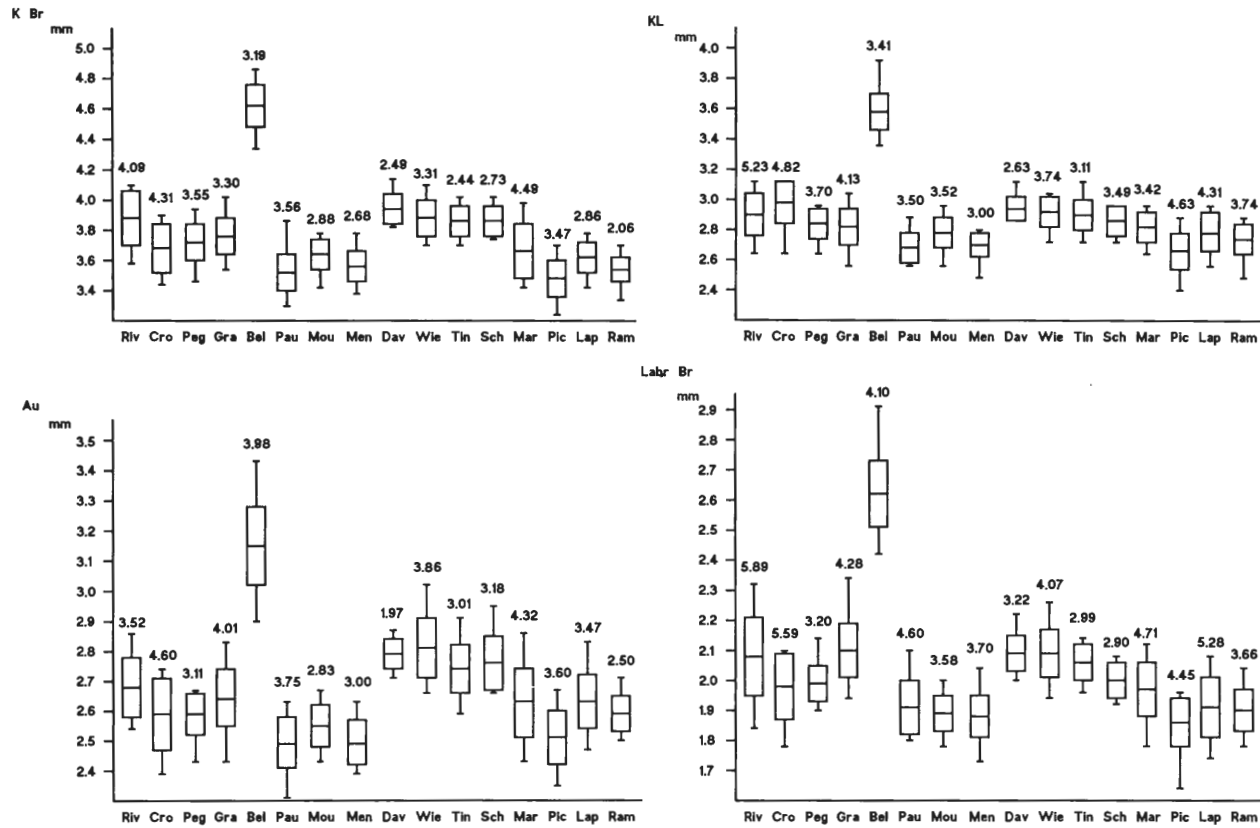 K Br
mm
5.0
4.8
4.6
4.4
4.2
4.0
3.8
3.6
3.4
4.09 4.31 3.55 3.30 3.19 3.56 2.88 2.68 2.49 3.31 2.44 2.73 4.49 3.47 2.86 2.06
Riv Cro Peg Gra Bel Pau Mou Men Dav Wie Tin Sch Mar Pic Lap Ram
KL
mm
4.0
3.8
3.6
3.4
3.2
3.0
2.8
2.6
2.4
5.23 4.82 3.70 4.13 3.41 3.50 3.52 3.00 2.63 3.74 3.11 3.49 3.42 4.63 4.31 3.74
Riv Cro Peg Gra Bel Pau Mou Men Dav Wie Tin Sch Mar Pic Lap Ram
Au
mm
3.5
3.4
3.3
3.2
3.1
3.0
2.9
2.8
2.7
2.6
2.5
2.4
3.52 4.60 3.11 4.01 3.98 3.75 2.83 3.00 1.97 3.86 3.01 3.18 4.32 3.60 3.47 2.50
Riv Cro Peg Gra Bel Pau Mou Men Dav Wie Tin Sch Mar Pic Lap Ram
Labr Br
mm
2.9
2.8
2.7
2.6
2.5
2.4
2.3
2.2
2.1
2.0
1.9
1.8
1.7
5.89 5.59 3.20 4.28 4.10 4.60 3.58 3.70 3.22 4.07 2.99 2.90 4.71 4.45 5.28 3.66
Riv Cro Peg Gra Bel Pau Mou Men Dav Wie Tin Sch Mar Pic Lap Ram